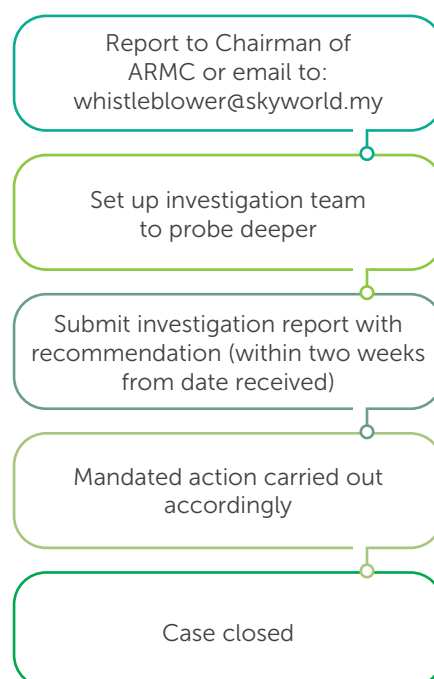 Report to Chairman of
ARMC or email to:
whistleblower@skyworld.my
Set up investigation team
to probe deeper
Submit investigation report with
recommendation (within two weeks
from date received)
Mandated action carried out
accordingly
Case closed